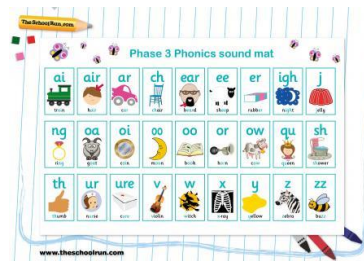 TheSchoolRun.com
Phase 3 Phonics sound mat
ai air ar ch ear ee er igh j
train hair car chair beard sheep rubber night jelly
ng oa oi oo oo or ow qu sh
ring goat coin moon book horn cow queen shower
th ur ure v w x y z zz
thumb nurse violin witch x-ray yellow zebra buzz
www.theschoolrun.com